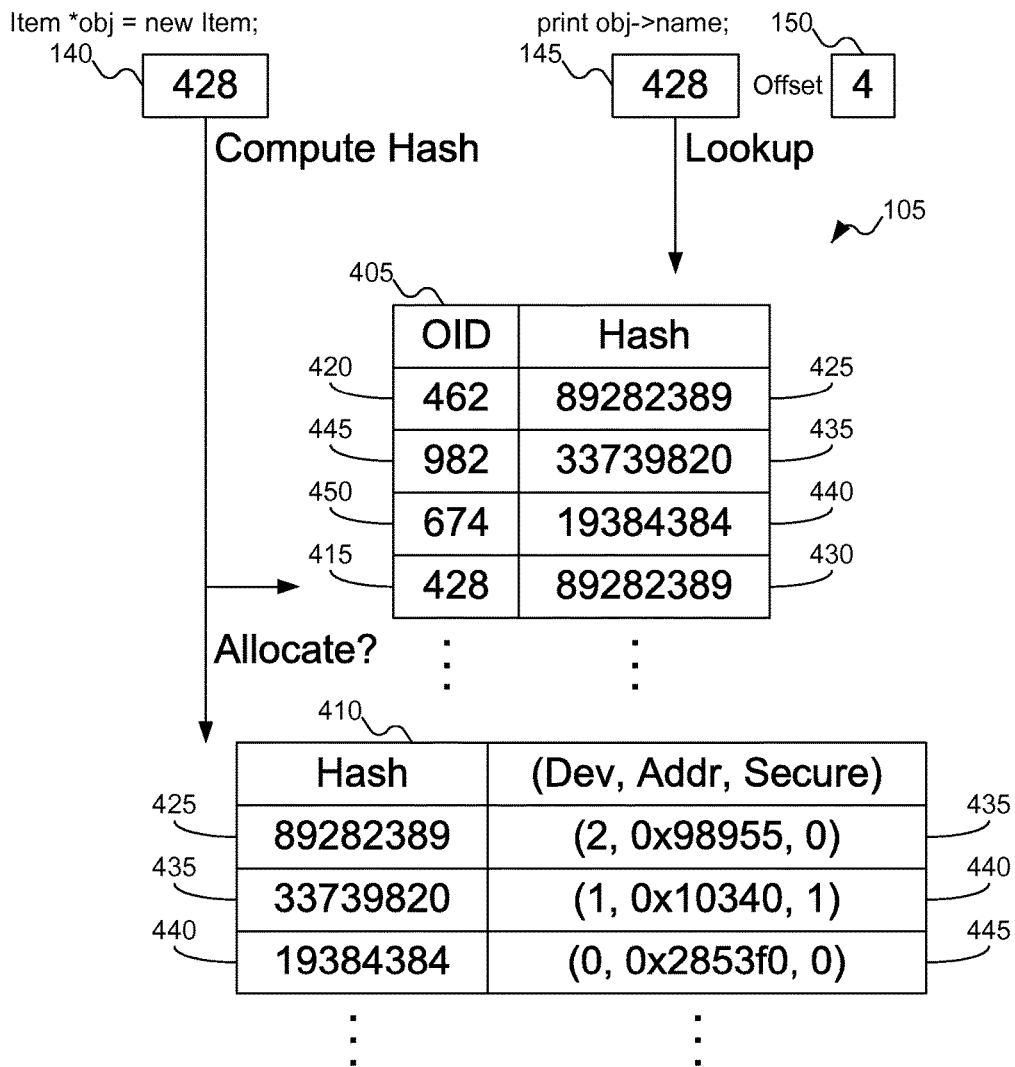 Item *obj = new Item; print obj->name; 150
140 428 145 428 Offset 4
Compute Hash Lookup
105
405
OID Hash
420 462 89282389 425
445 982 33739820 435
450 674 19384384 440
415 428 89282389 430
Allocate?
410
Hash (Dev, Addr, Secure)
425 89282389 (2, 0x98955, 0) 435
435 33739820 (1, 0x10340, 1) 440
440 19384384 (0, 0x2853f0, 0) 445